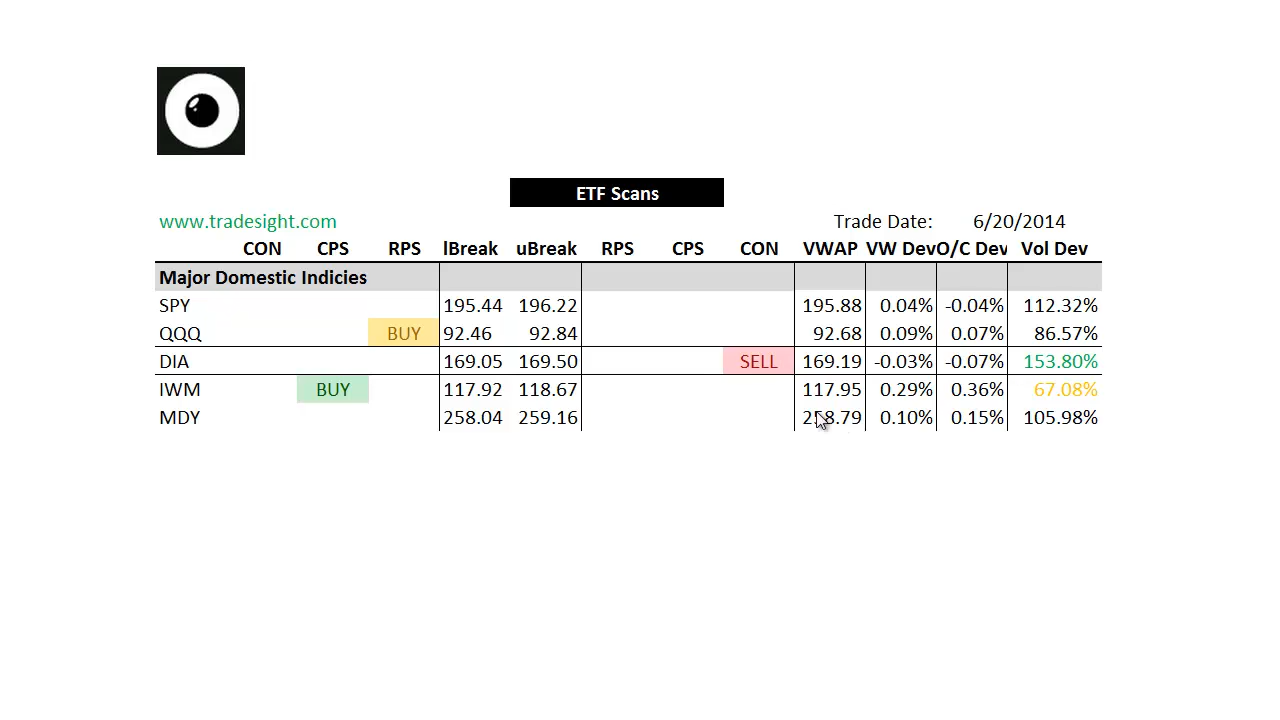 ETF Scans
www.tradesight.com Trade Date: 6/20/2014
CON CPS RPS lBreak uBreak RPS CPS CON VWAP VW Dev O/C Dev Vol Dev
Major Domestic Indicies
SPY 195.44 196.22 195.88 0.04% -0.04% 112.32%
QQQ BUY 92.46 92.84 92.68 0.09% 0.07% 86.57%
DIA 169.05 169.50 SELL 169.19 -0.03% -0.07% 153.80%
IWM BUY 117.92 118.67 117.95 0.29% 0.36% 67.08%
MDY 258.04 259.16 258.79 0.10% 0.15% 105.98%